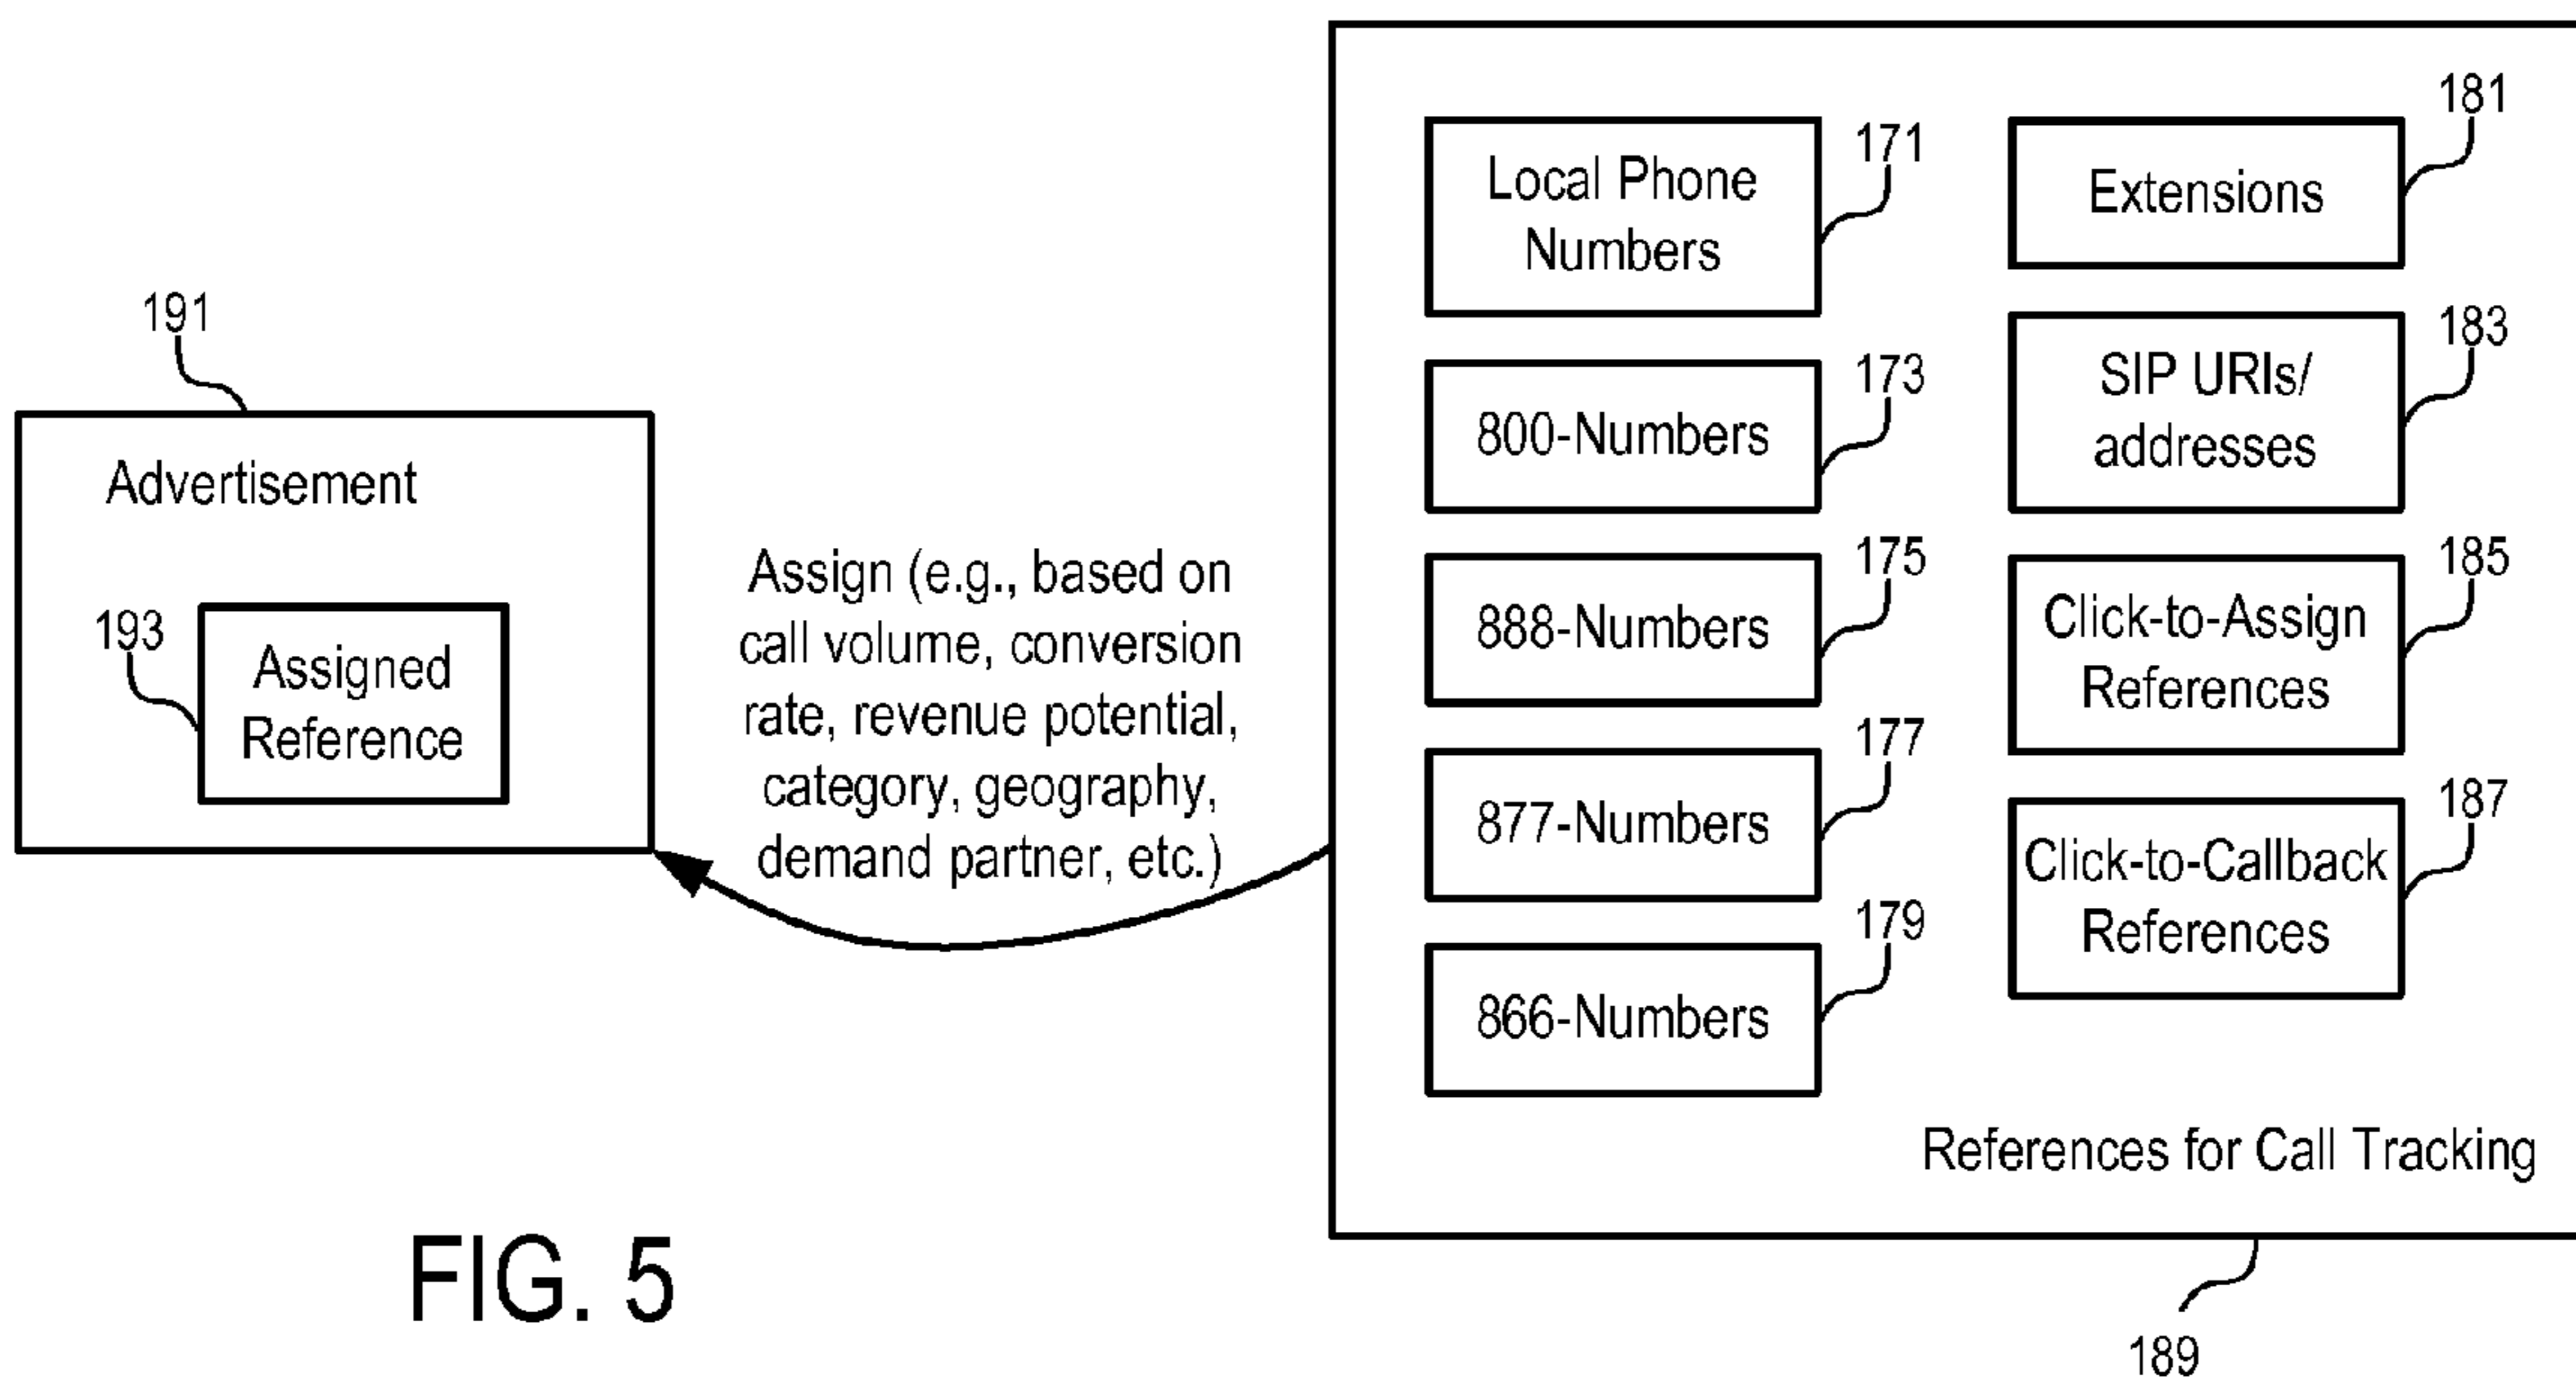 191
Advertisement
193
Assigned
Reference
Assign (e.g., based on
call volume, conversion
rate, revenue potential,
category, geography,
demand partner, etc.)
Local Phone
Numbers
171
800-Numbers
173
888-Numbers
175
877-Numbers
177
866-Numbers
179
Extensions
181
SIP URIs/
addresses
183
Click-to-Assign
References
185
Click-to-Callback
References
187
References for Call Tracking
189
FIG. 5